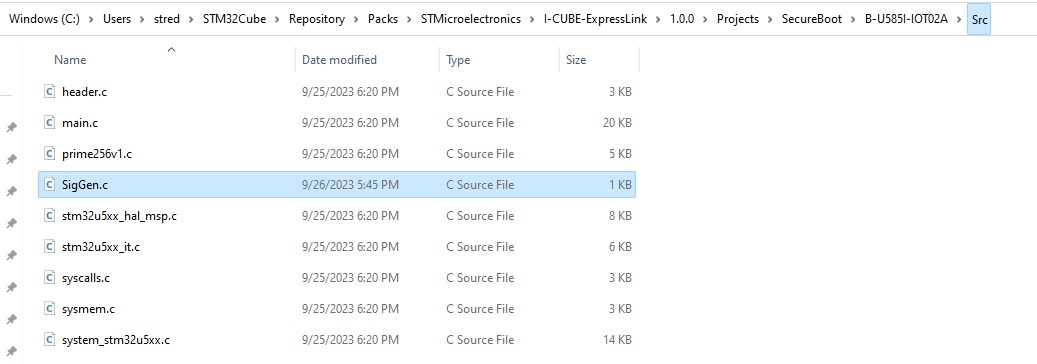 Windows (C:) > Users > stred > STM32Cube > Repository > Packs > STMicroelectronics > I-CUBE-ExpressLink > 1.0.0 > Projects > SecureBoot > B-U585I-IOT02A > Src
Name Date modified Type Size
header.c 9/25/2023 6:20 PM C Source File 3 KB
main.c 9/25/2023 6:20 PM C Source File 20 KB
prime256v1.c 9/25/2023 6:20 PM C Source File 5 KB
SigGen.c 9/26/2023 5:45 PM C Source File 1 KB
stm32u5xx_hal_msp.c 9/25/2023 6:20 PM C Source File 8 KB
stm32u5xx_it.c 9/25/2023 6:20 PM C Source File 6 KB
syscalls.c 9/25/2023 6:20 PM C Source File 3 KB
sysmem.c 9/25/2023 6:20 PM C Source File 3 KB
system_stm32u5xx.c 9/25/2023 6:20 PM C Source File 14 KB